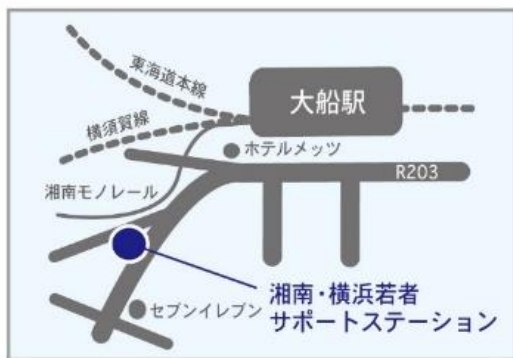 東海道本線
大船駅
横須賀線
ホテルメッツ
R203
湘南モノレール
湘南・横浜若者
サポートステーション
セブンイレブン